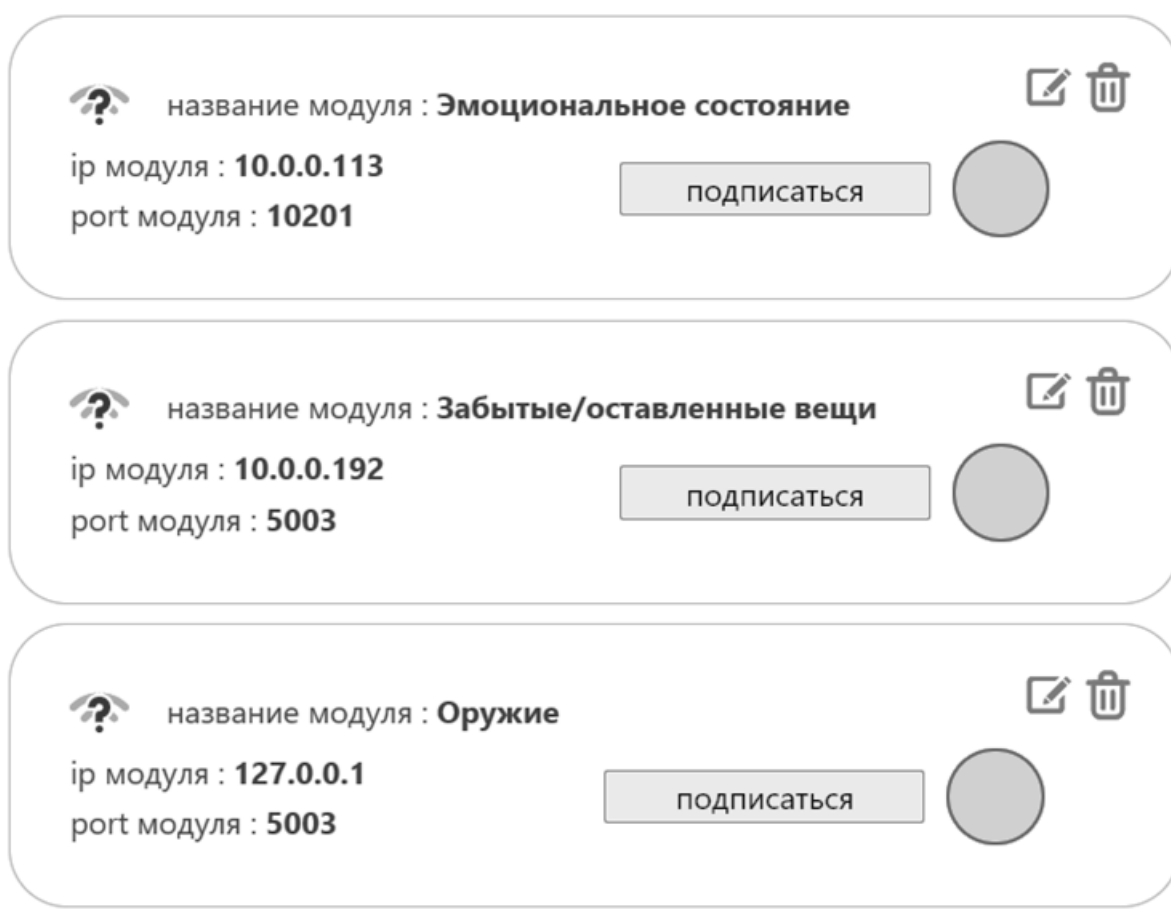 название модуля : Эмоциональное состояние
ip модуля : 10.0.0.113
подписаться
port модуля : 10201
название модуля : Забытые/оставленные вещи
ip модуля : 10.0.0.192
подписаться
port модуля : 5003
название модуля : Оружие
ip модуля : 127.0.0.1
подписаться
port модуля : 5003